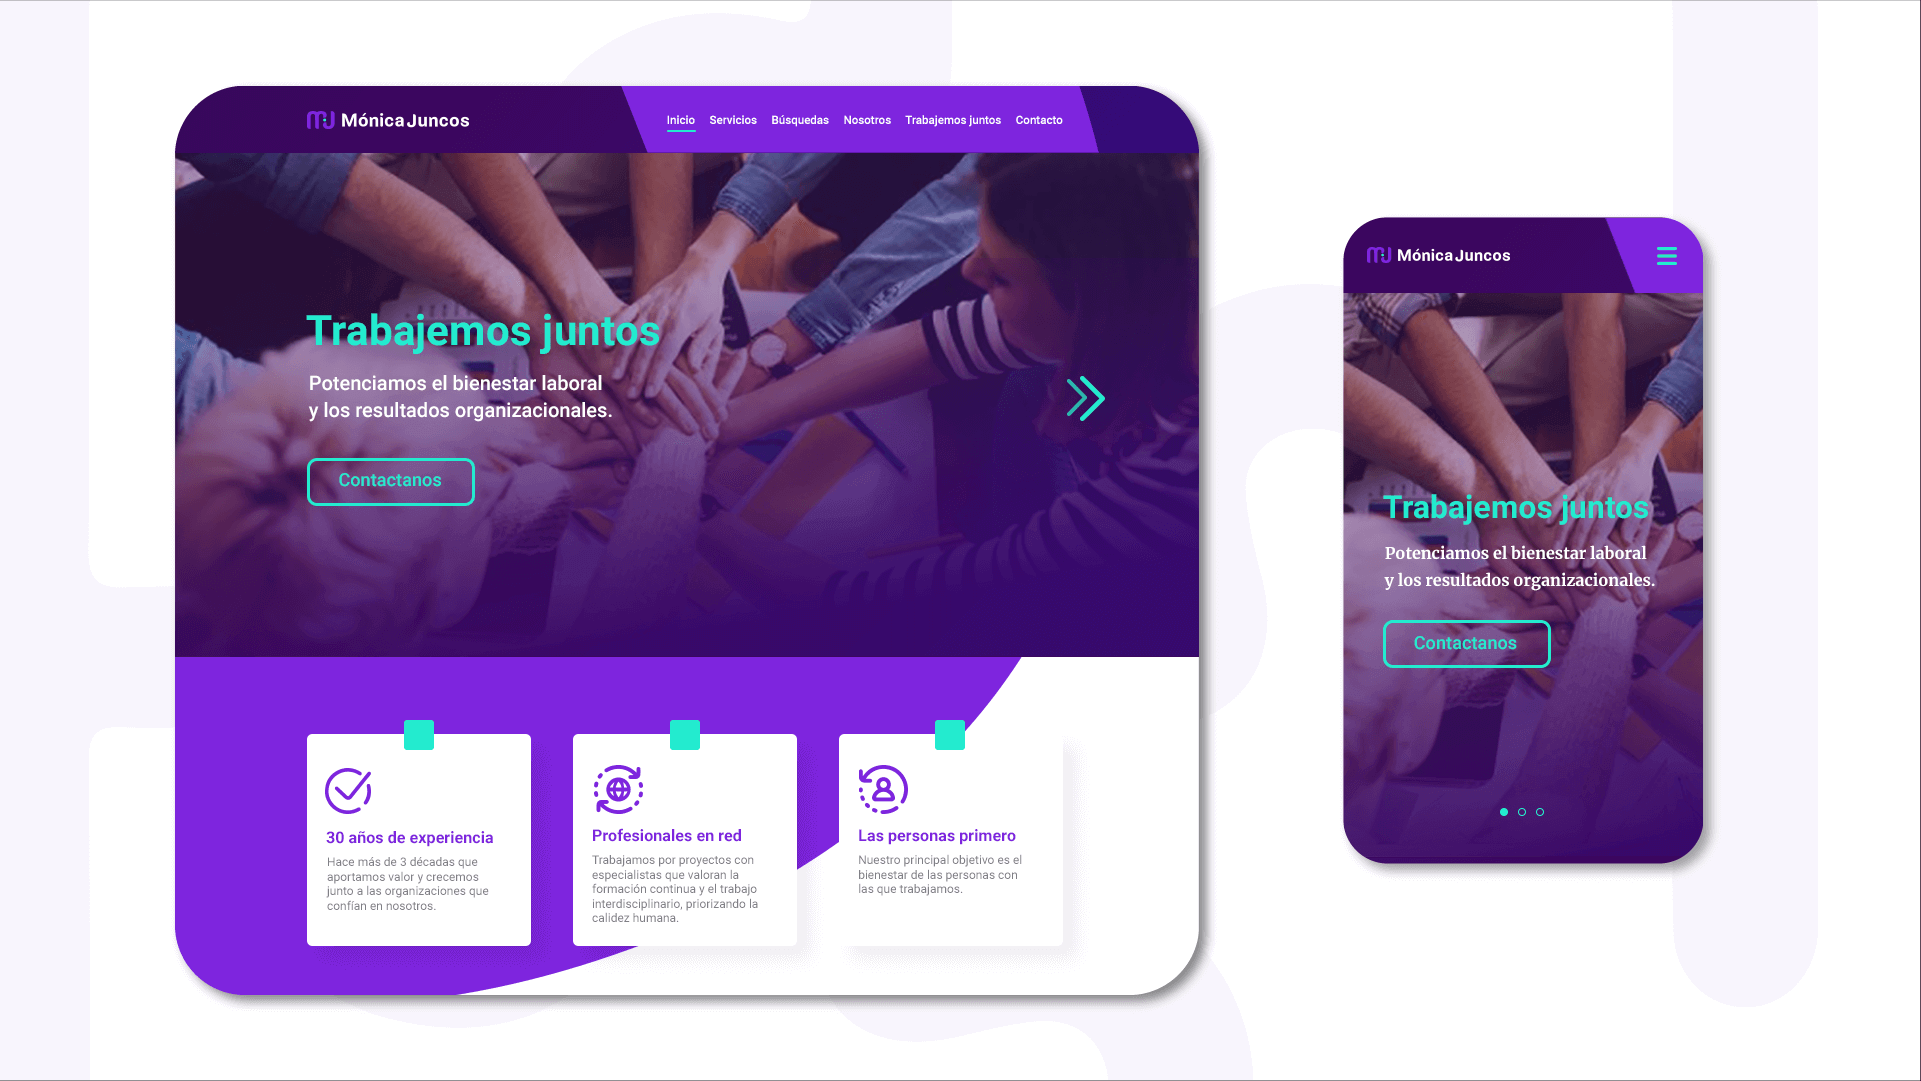 Mónica Juncos
Inicio Servicios Búsquedas Nosotros Trabajemos juntos Contacto
Trabajemos juntos
Potenciamos el bienestar laboral
y los resultados organizacionales.
Contactanos
30 años de experiencia
Hace más de 3 décadas que
aportamos valor y crecemos
junto a las organizaciones que
confían en nosotros.
Profesionales en red
Trabajamos por proyectos con
especialistas que valoran la
formación continua y el trabajo
interdisciplinario, priorizando la
calidez humana.
Las personas primero
Nuestro principal objetivo es el
bienestar de las personas con
las que trabajamos.
Mónica Juncos
Trabajemos juntos
Potenciamos el bienestar laboral
y los resultados organizacionales.
Contactanos